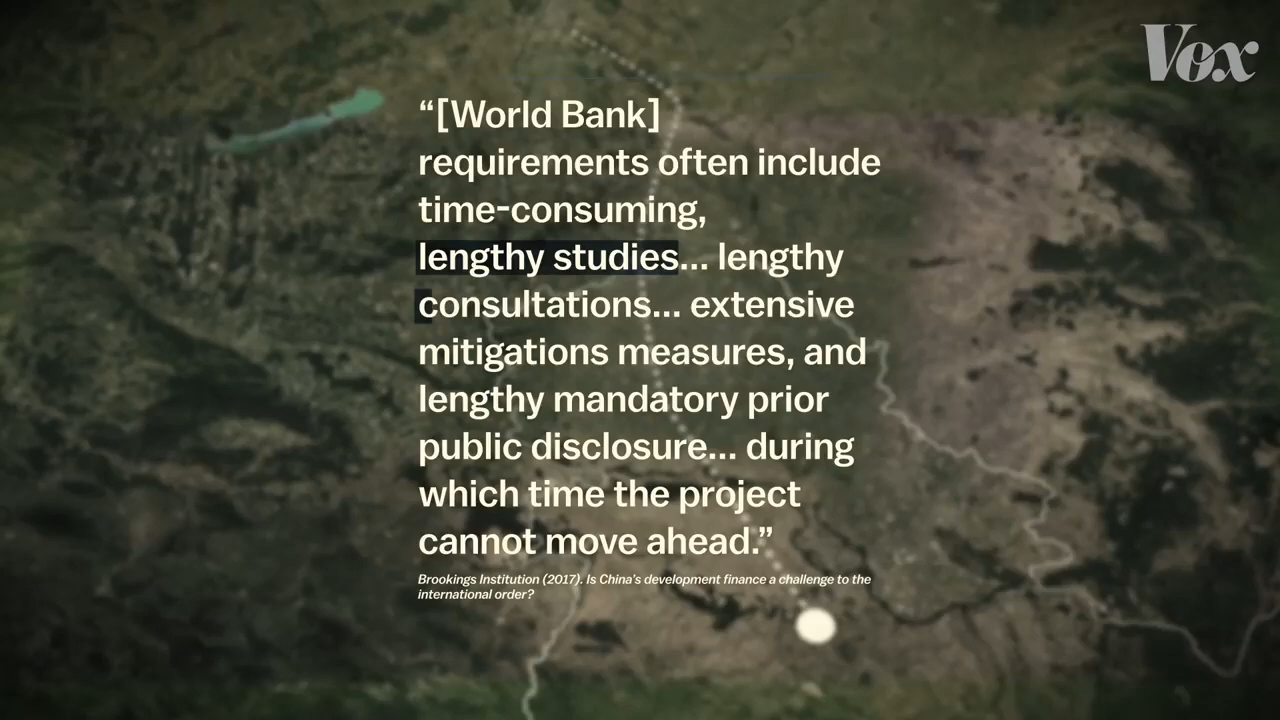 Vox
“[World Bank]
requirements often include
time-consuming,
lengthy studies... lengthy
consultations... extensive
mitigations measures, and
lengthy mandatory prior
public disclosure... during
which time the project
cannot move ahead.”
Brookings Institution (2017). Is China’s development finance a challenge to the
international order?